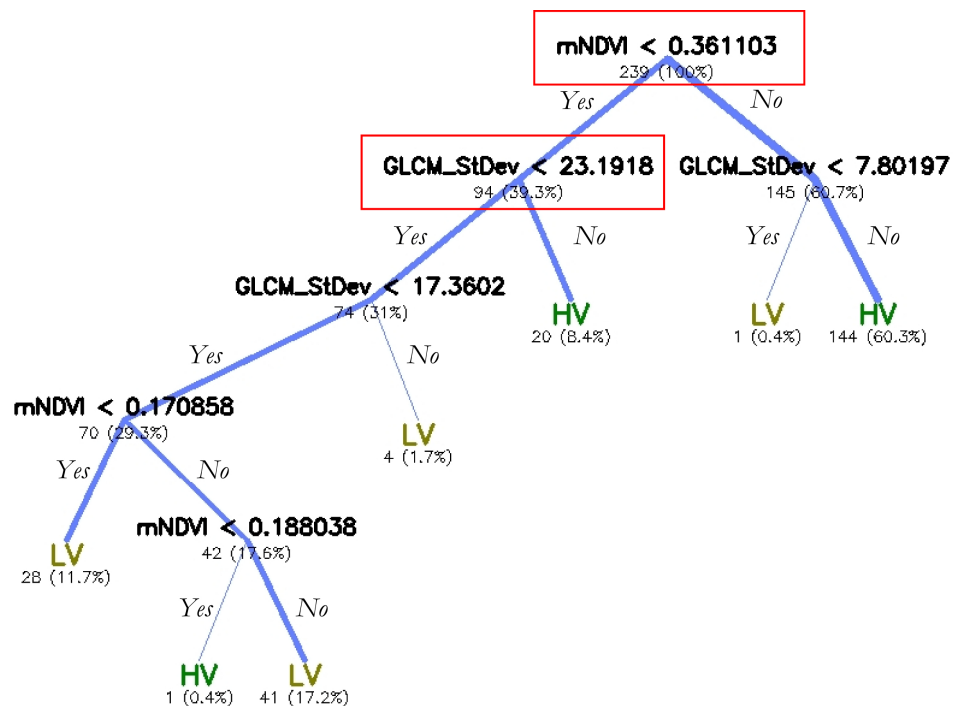 mNDVI < 0.361103
239 (100%)
Yes
No
GLCM_StDev < 23.1918
94 (39.3%)
GLCM_StDev < 7.80197
145 (60.7%)
Yes
No
Yes
No
GLCM_StDev < 17.3602
74 (31%)
HV
20 (8.4%)
LV
1 (0.4%)
HV
144 (60.3%)
Yes
No
mNDVI < 0.170858
70 (29.3%)
LV
4 (1.7%)
Yes
No
mNDVI < 0.188038
42 (17.6%)
LV
28 (11.7%)
Yes
No
HV
1 (0.4%)
LV
41 (17.2%)